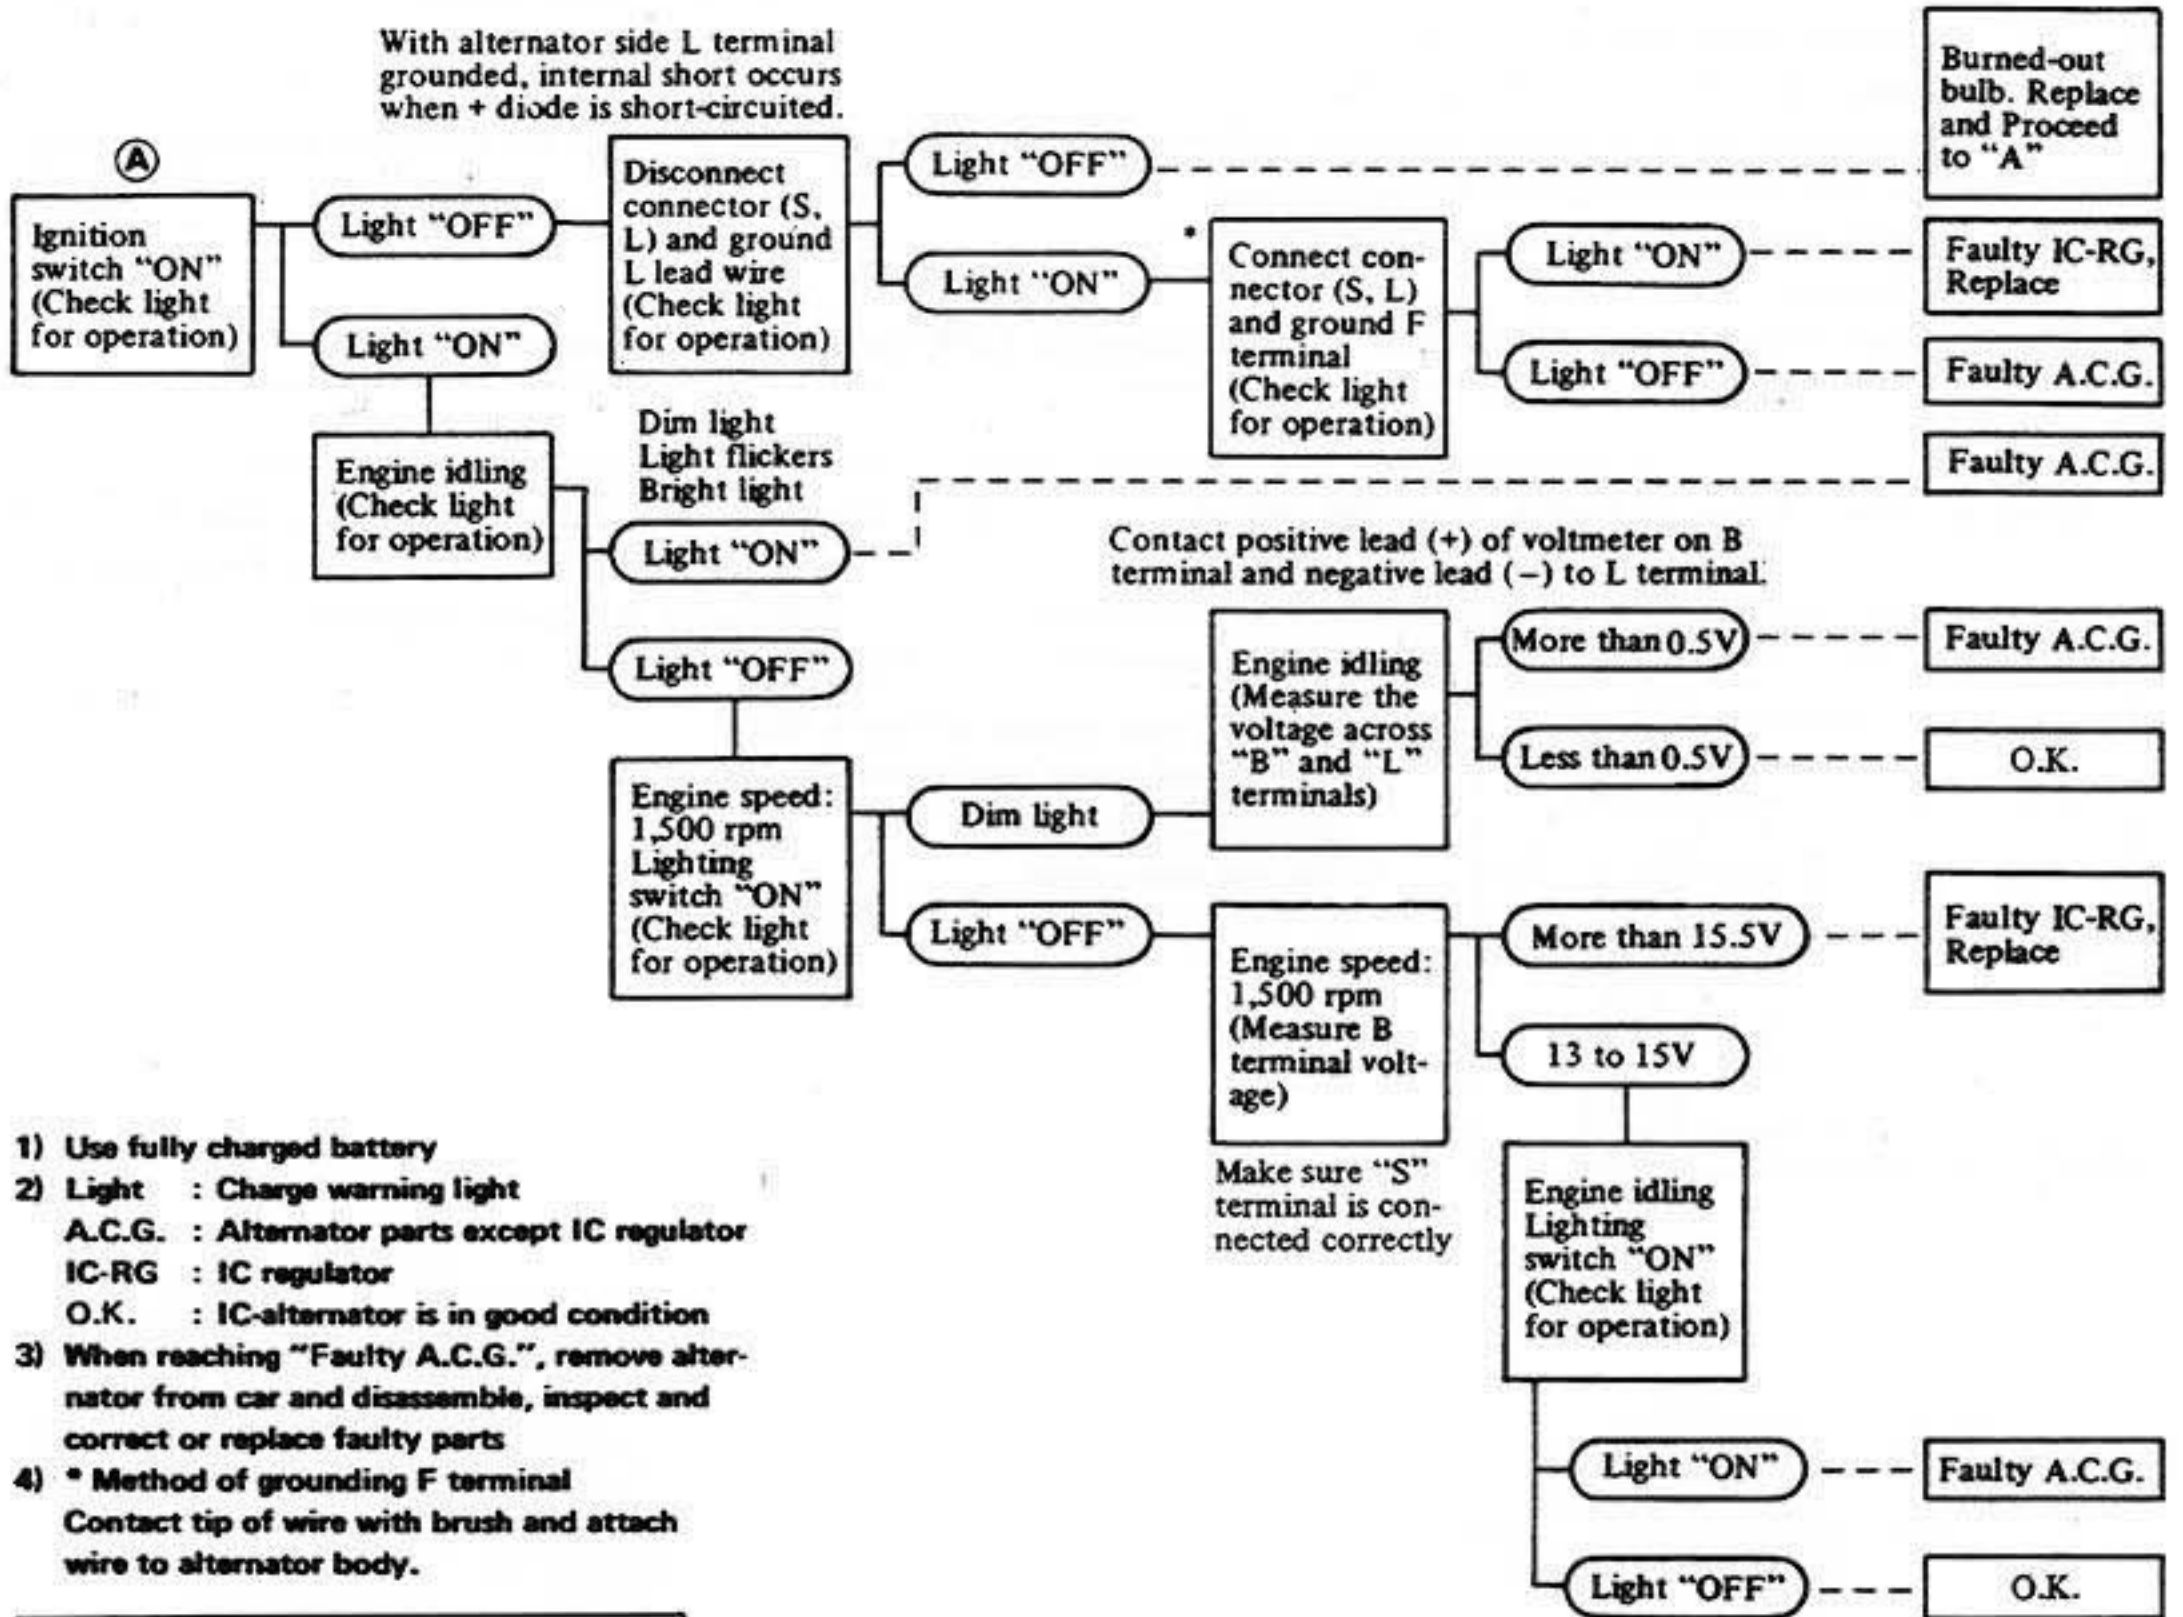 With alternator side L terminal
grounded, internal short occurs
when + diode is short-circuited.
A
Ignition
switch “ON”
(Check light
for operation)
Light “OFF”
Light “ON”
Disconnect
connector (S,
L) and ground
L lead wire
(Check light
for operation)
Light “OFF”
Light “ON”
Burned-out
bulb. Replace
and Proceed
to “A”
*
Connect con-
nector (S, L)
and ground F
terminal
(Check light
for operation)
Light “ON”
Faulty IC-RG,
Replace
Light “OFF”
Faulty A.C.G.
Engine idling
(Check light
for operation)
Dim light
Light flickers
Bright light
Light “ON”
Faulty A.C.G.
Light “OFF”
Contact positive lead (+) of voltmeter on B
terminal and negative lead (−) to L terminal.
Engine speed:
1,500 rpm
Lighting
switch “ON”
(Check light
for operation)
Dim light
Engine idling
(Measure the
voltage across
“B” and “L”
terminals)
More than 0.5V
Faulty A.C.G.
Less than 0.5V
O.K.
Light “OFF”
Engine speed:
1,500 rpm
(Measure B
terminal volt-
age)
Make sure “S”
terminal is con-
nected correctly
More than 15.5V
Faulty IC-RG,
Replace
13 to 15V
Engine idling
Lighting
switch “ON”
(Check light
for operation)
Light “ON”
Faulty A.C.G.
Light “OFF”
O.K.
1) Use fully charged battery
2) Light : Charge warning light
A.C.G. : Alternator parts except IC regulator
IC-RG : IC regulator
O.K. : IC-alternator is in good condition
3) When reaching “Faulty A.C.G.”, remove alter-
nator from car and disassemble, inspect and
correct or replace faulty parts
4) * Method of grounding F terminal
Contact tip of wire with brush and attach
wire to alternator body.